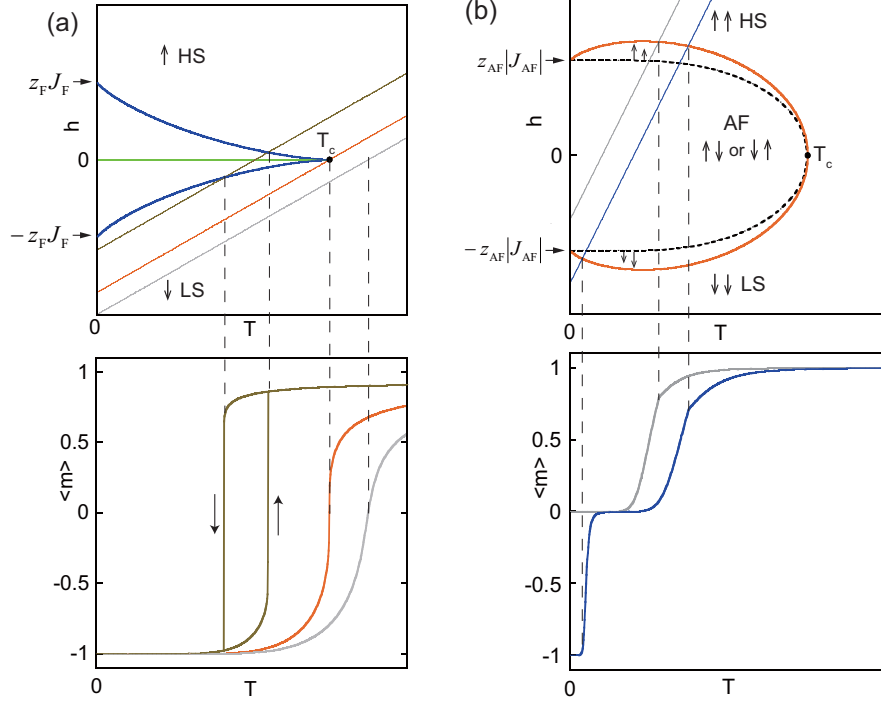 (a)
↑ HS
z_F J_F
h
0
T_c
− z_F J_F
↓ LS
0
T
1
0.5
<m>
0
-0.5
-1
0
T
(b)
↑↑ HS
z_AF|J_AF|
h
AF
0
↑↓ or ↓↑
T_c
−z_AF|J_AF|
↓↓ LS
0
T
1
0.5
<m>
0
-0.5
-1
0
T